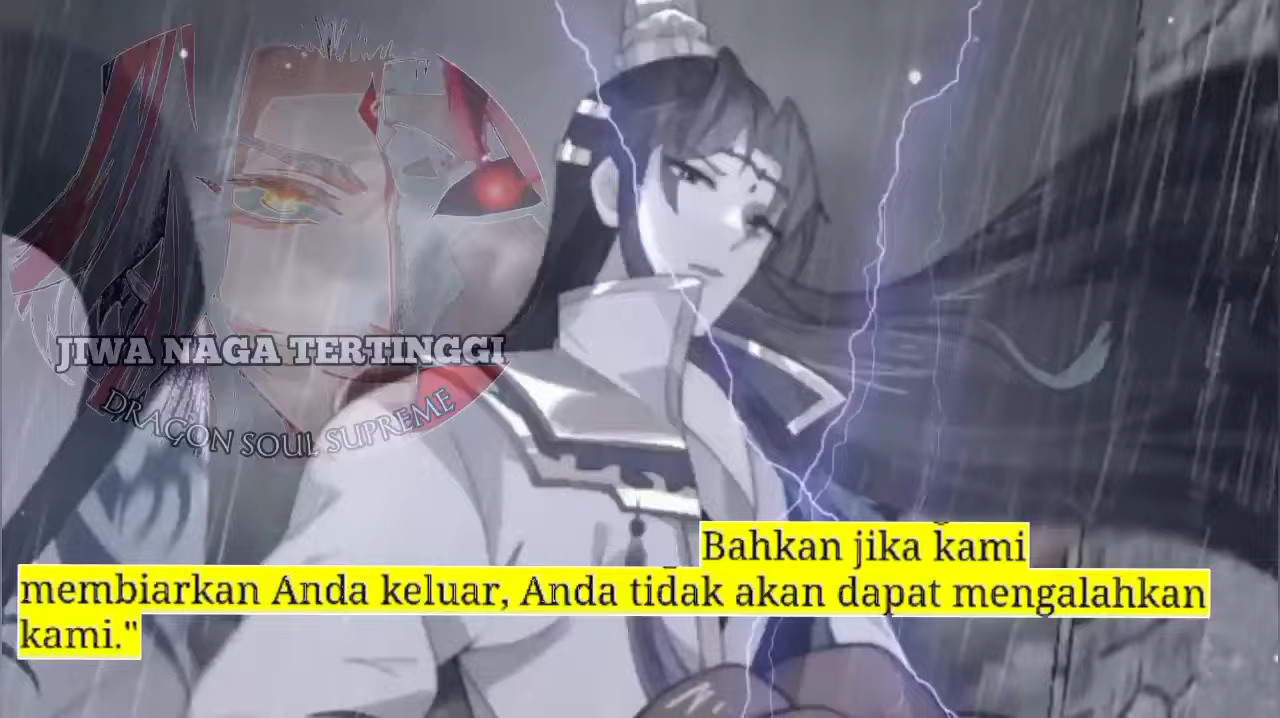 JIWA NAGA TERTINGGI
DRAGON SOUL SUPREME
Bahkan jika kami
membiarkan Anda keluar, Anda tidak akan dapat mengalahkan
kami."